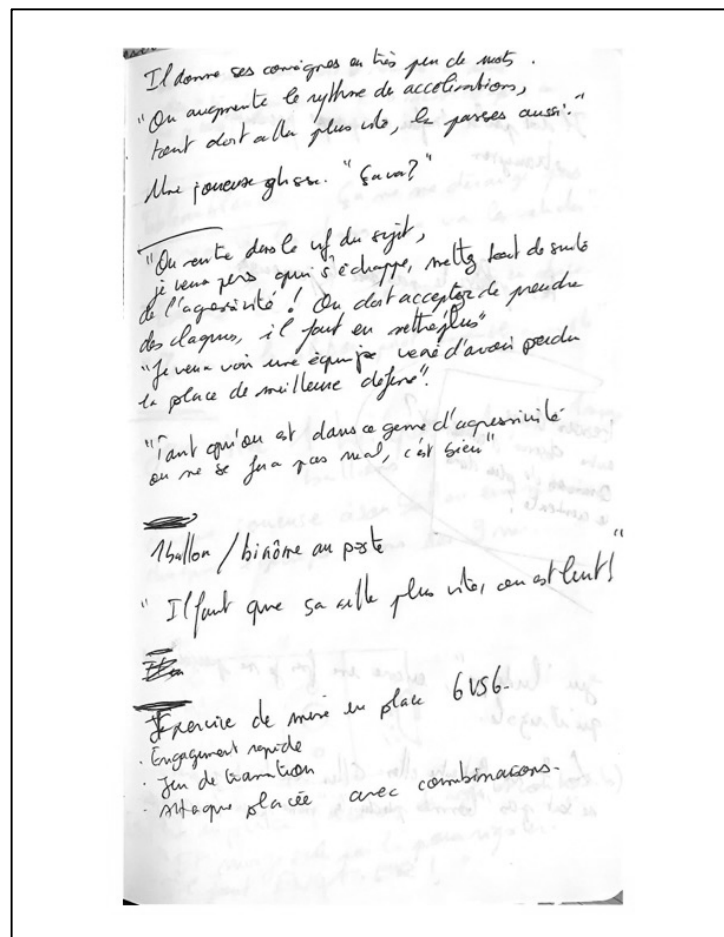 Il donne ses consignes en très peu de mots.
"On augmente le rythme de accélérations,
tout doit aller plus vite, les passes aussi."
Une joueuse glisse. "ça va?"
"On rentre dans le vif du sujet,
je veux pas qu'on s'échappe, mettez tout de suite
de l'agressivité ! On doit accepter de prendre
des claques, il faut en mettre plus"
"Je veux voir une équipe vexé d'avoir perdu
la place de meilleure défense".
"Tant qu'on est dans ce genre d'agressivité
on ne se fera pas mal, c'est bien"
1 ballon / binôme au poste
"Il faut que sa aille plus vite, on est lent!"
Exercice de mise en place 6 VS 6.
. Engagement rapide
. Jeu de transition
. Attaque placée avec combinaisons.